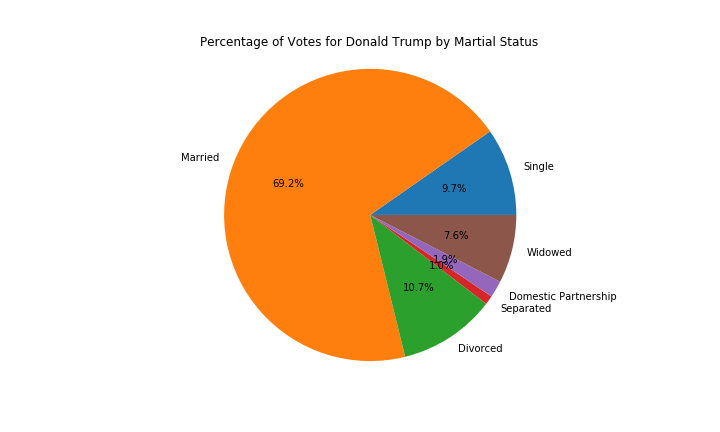 Percentage of Votes for Donald Trump by Martial Status
Married
69.2%
Single
9.7%
7.6%
Widowed
1.9%
1.0%
Domestic Partnership
Separated
10.7%
Divorced